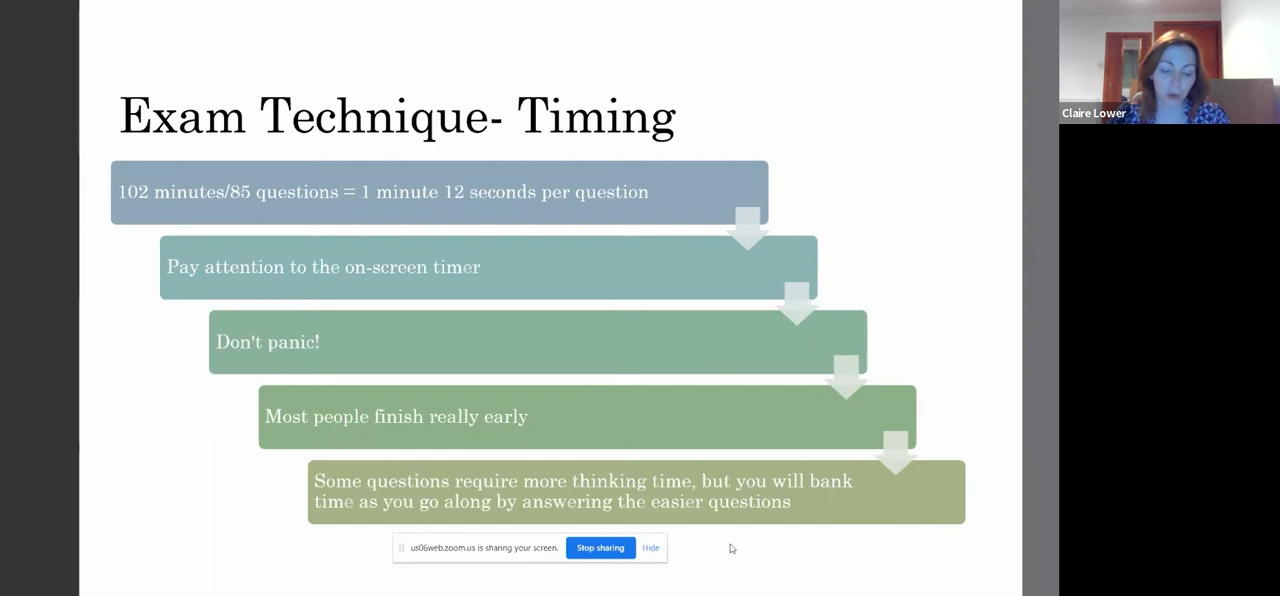 Exam Technique- Timing
Claire Lower
102 minutes/85 questions = 1 minute 12 seconds per question
Pay attention to the on-screen timer
Don't panic!
Most people finish really early
Some questions require more thinking time, but you will bank
time as you go along by answering the easier questions
us06web.zoom.us is sharing your screen. Stop sharing Hide